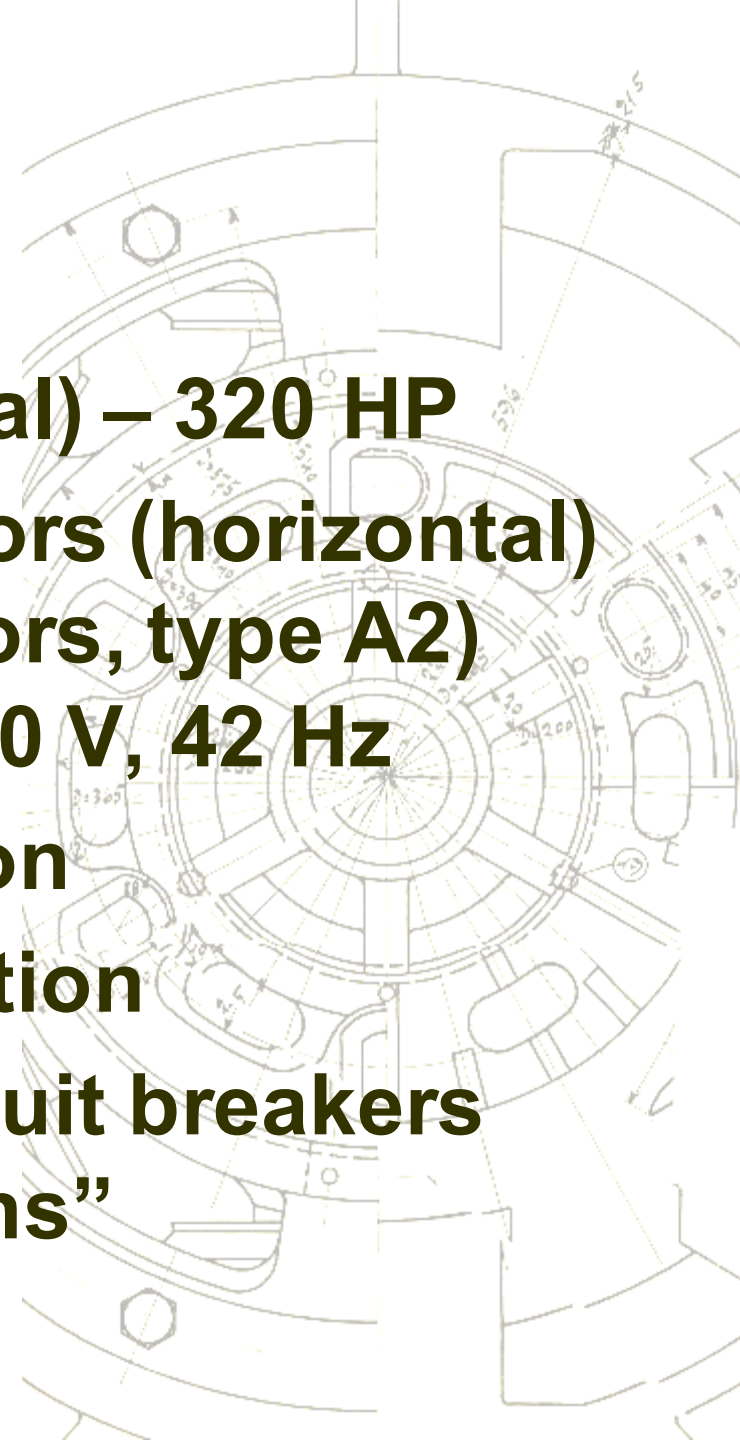 al) – 320 HP
ors (horizontal)
ors, type A2)
0 V, 42 Hz
on
tion
uit breakers
ns”